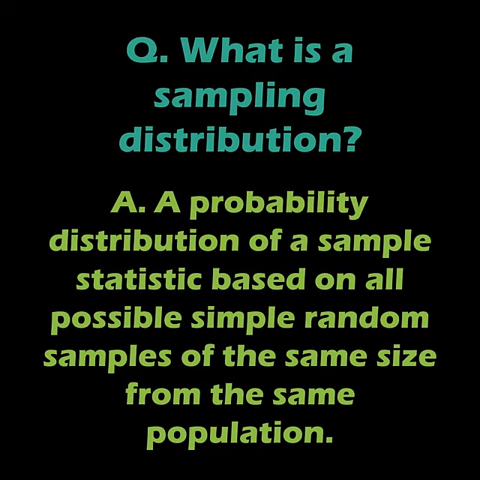 Q. What is a
sampling
distribution?
A. A probability
distribution of a sample
statistic based on all
possible simple random
samples of the same size
from the same
population.